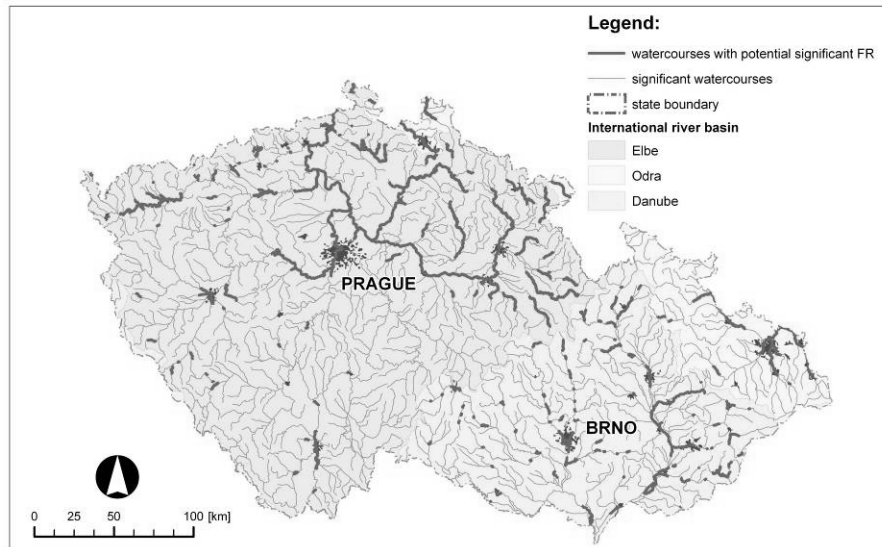 Legend:
watercourses with potential significant FR
significant watercourses
state boundary
International river basin
Elbe
Odra
Danube
PRAGUE
BRNO
0 25 50 100 [km]